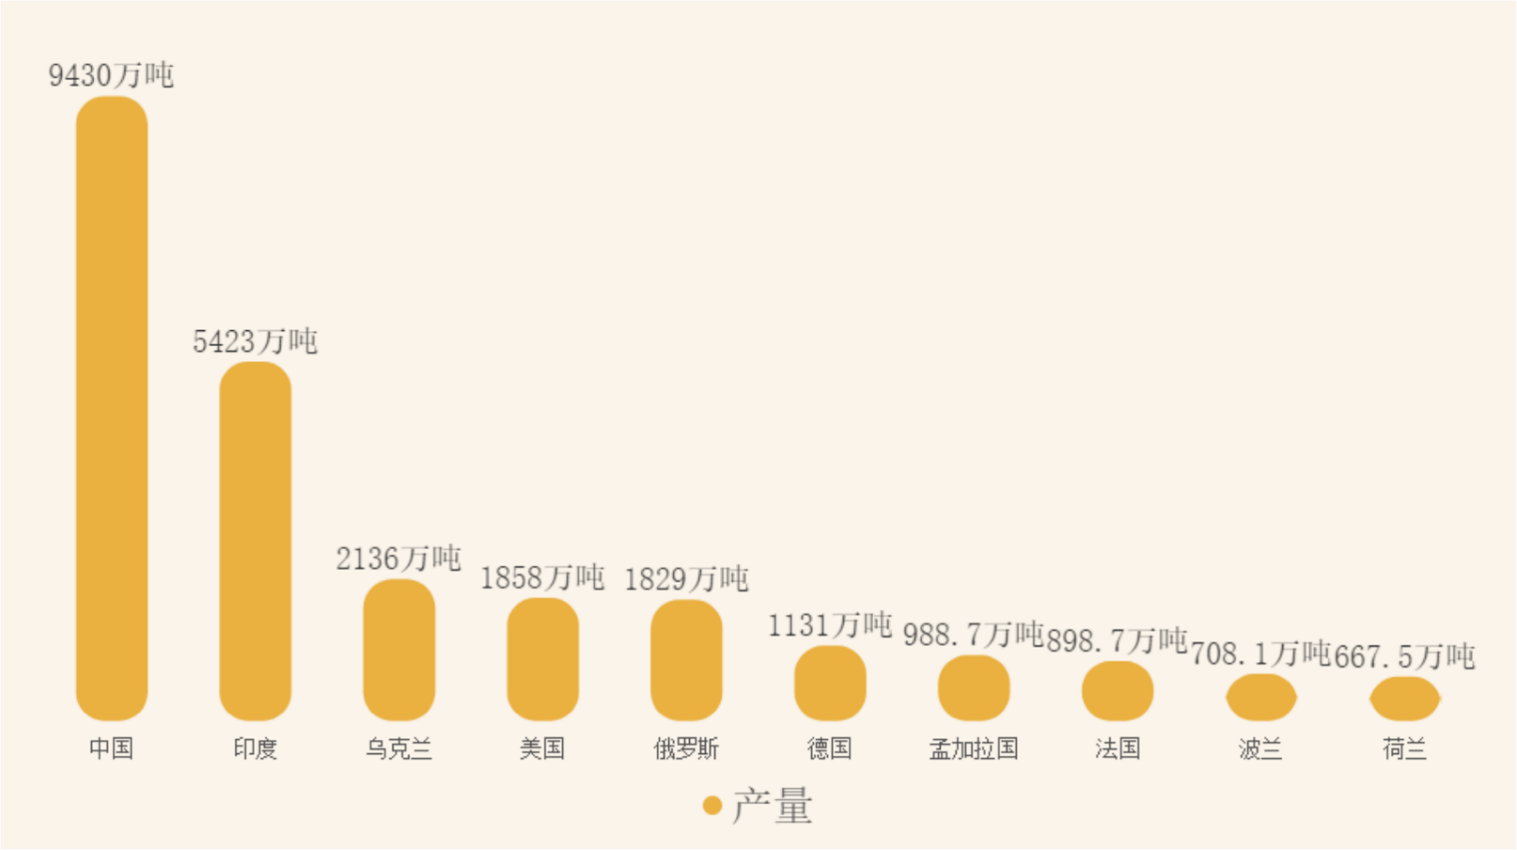 9430万吨
5423万吨
2136万吨
1858万吨
1829万吨
1131万吨
988.7万吨
898.7万吨
708.1万吨
667.5万吨
中国 印度 乌克兰 美国 俄罗斯 德国 孟加拉国 法国 波兰 荷兰
产量